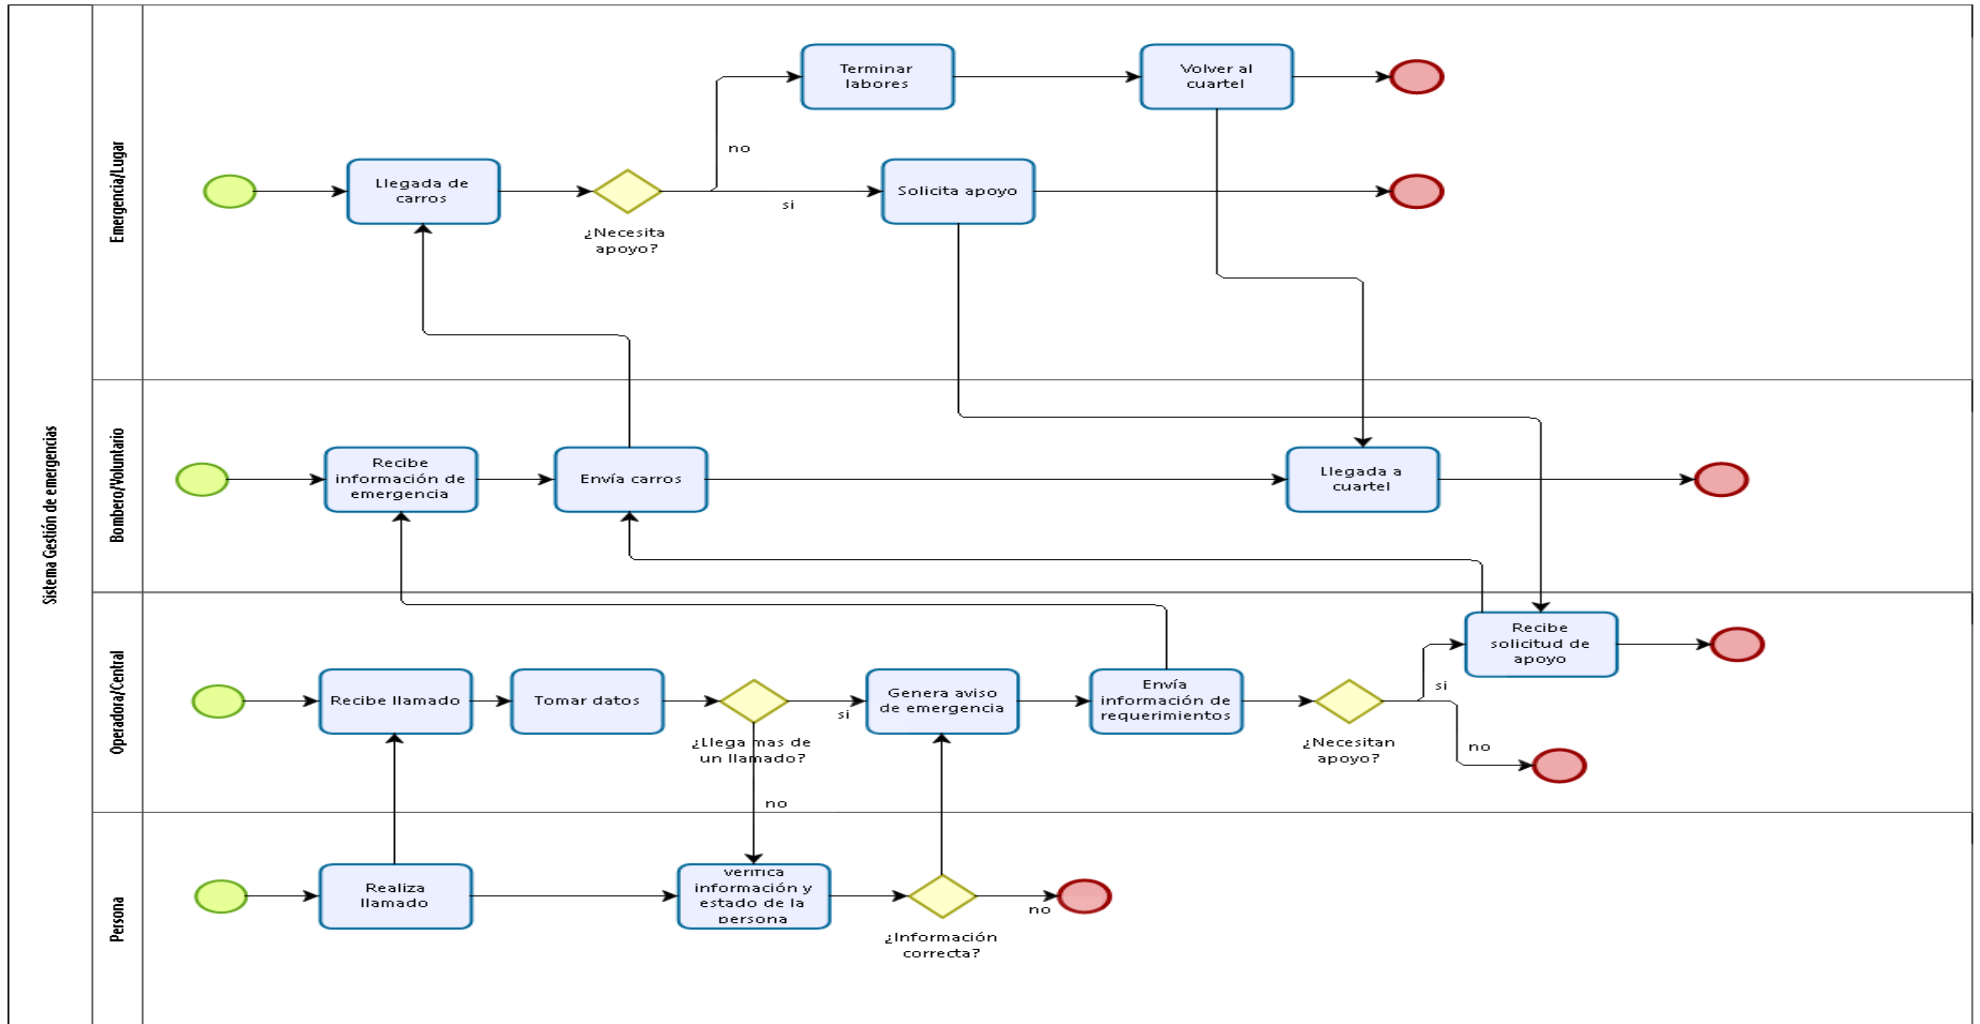 Sistema Gestión de emergencias
Emergencia/Lugar
Terminar
labores
Volver al
cuartel
no
Llegada de
carros
¿Necesita
apoyo?
si
Solicita apoyo
Bombero/Voluntario
Recibe
información de
emergencia
Envía carros
Llegada a
cuartel
Operadora/Central
Recibe
solicitud de
apoyo
Recibe llamado
Tomar datos
¿Llega mas de
un llamado?
si
no
Genera aviso
de emergencia
Envía
información de
requerimientos
¿Necesitan
apoyo?
si
no
Persona
Realiza
llamado
verifica
información y
estado de la
persona
¿Información
correcta?
no